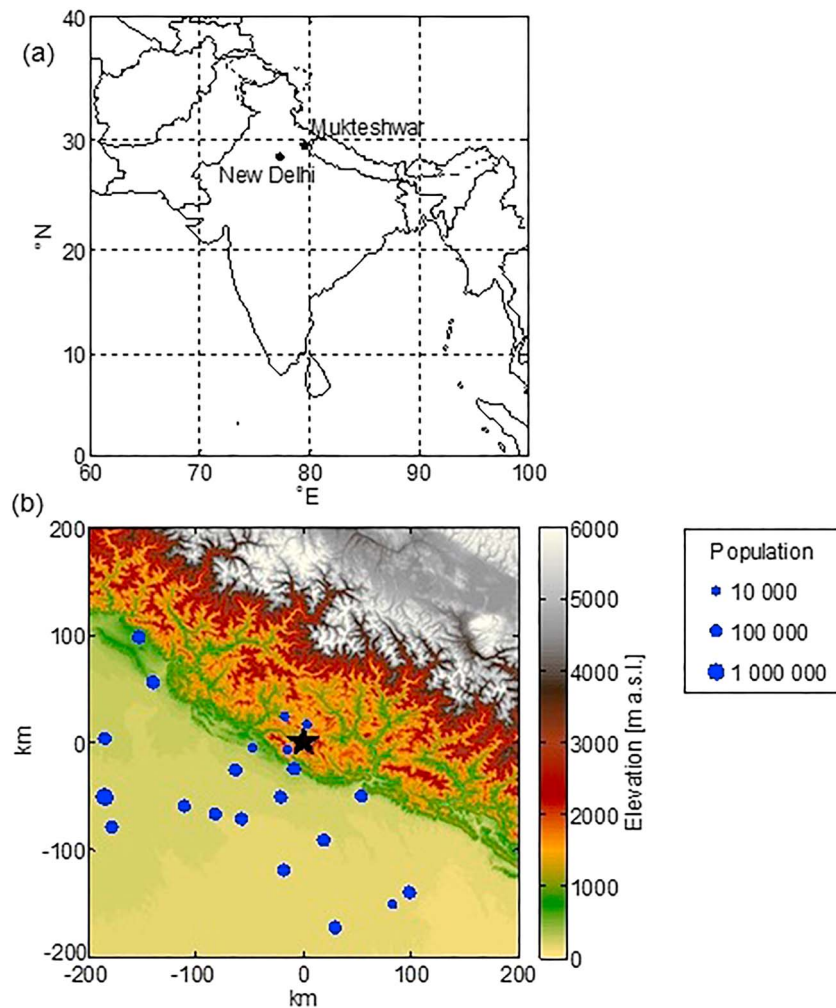 (a)
40
30
20
10
0
°N
Mukteshwar
New Delhi
60 70 80 90 100
°E
(b)
200
100
0
-100
-200
km
-200 -100 0 100 200
km
6000
5000
4000
3000
2000
1000
0
Elevation [m a.s.l.]
Population
10 000
100 000
1 000 000